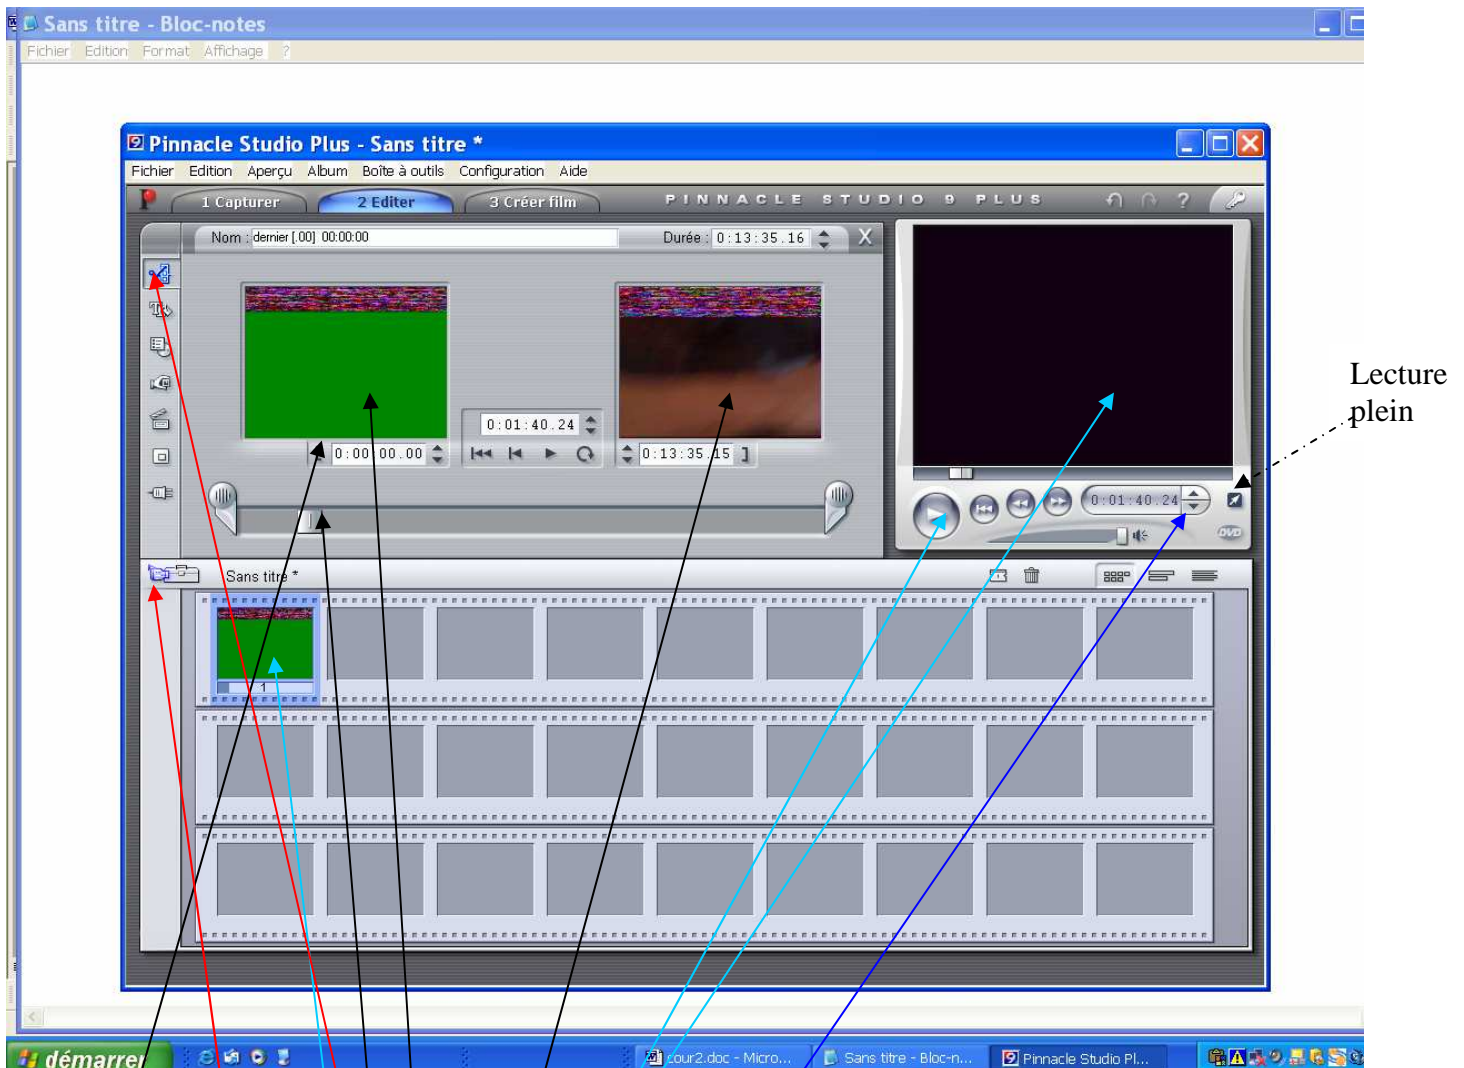 Sans titre - Bloc-notes
Fichier Edition Format Affichage ?
Pinnacle Studio Plus - Sans titre *
Fichier Edition Aperçu Album Boîte à outils Configuration Aide
1 Capturer 2 Editer 3 Créer film PINNACLE STUDIO 9 PLUS ?
Nom : dernier [.00] 00:00:00 Durée : 0:13:35.16 X
Lecture
plein
0:01:40.24
0:00:00.00 0:13:35.15
0:01:40.24
DVD
Sans titre *
1
démarrer cour2.doc - Micro... Sans titre - Bloc-n... Pinnacle Studio Pl...